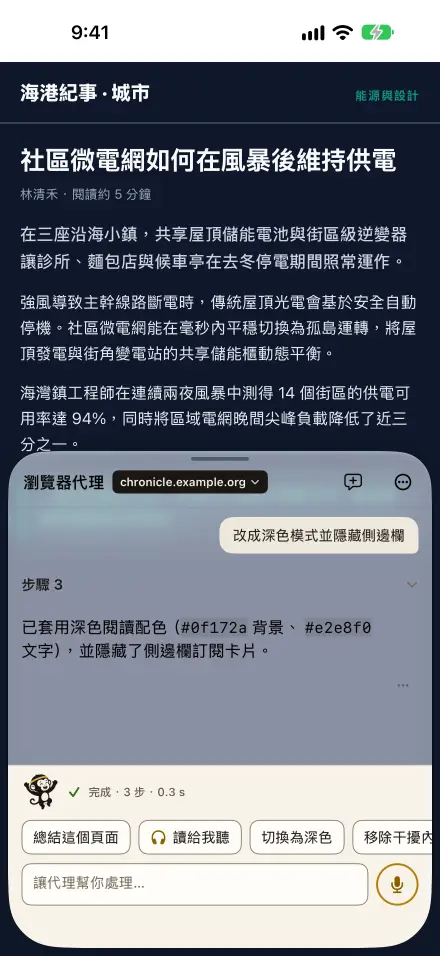 9:41
海港紀事 · 城市
能源與設計
社區微電網如何在風暴後維持供電
林清禾 · 閱讀約 5 分鐘
在三座沿海小鎮，共享屋頂儲能電池與街區級逆變器
讓診所、麵包店與候車亭在去冬停電期間照常運作。
強風導致主幹線路斷電時，傳統屋頂光電會基於安全自動
停機。社區微電網能在毫秒內平穩切換為孤島運轉，將屋
頂發電與街角變電站的共享儲能櫃動態平衡。
海灣鎮工程師在連續兩夜風暴中測得 14 個街區的供電可
用率達 94%，同時將區域電網晚間尖峰負載降低了近三
分之一。
瀏覽器代理
chronicle.example.org
改成深色模式並隱藏側邊欄
步驟 3
已套用深色閱讀配色 (#0f172a 背景、 #e2e8f0
文字)，並隱藏了側邊欄訂閱卡片。
完成 · 3 步 · 0.3 s
總結這個頁面
讀給我聽
切換為深色
移除干擾內
讓代理幫你處理…